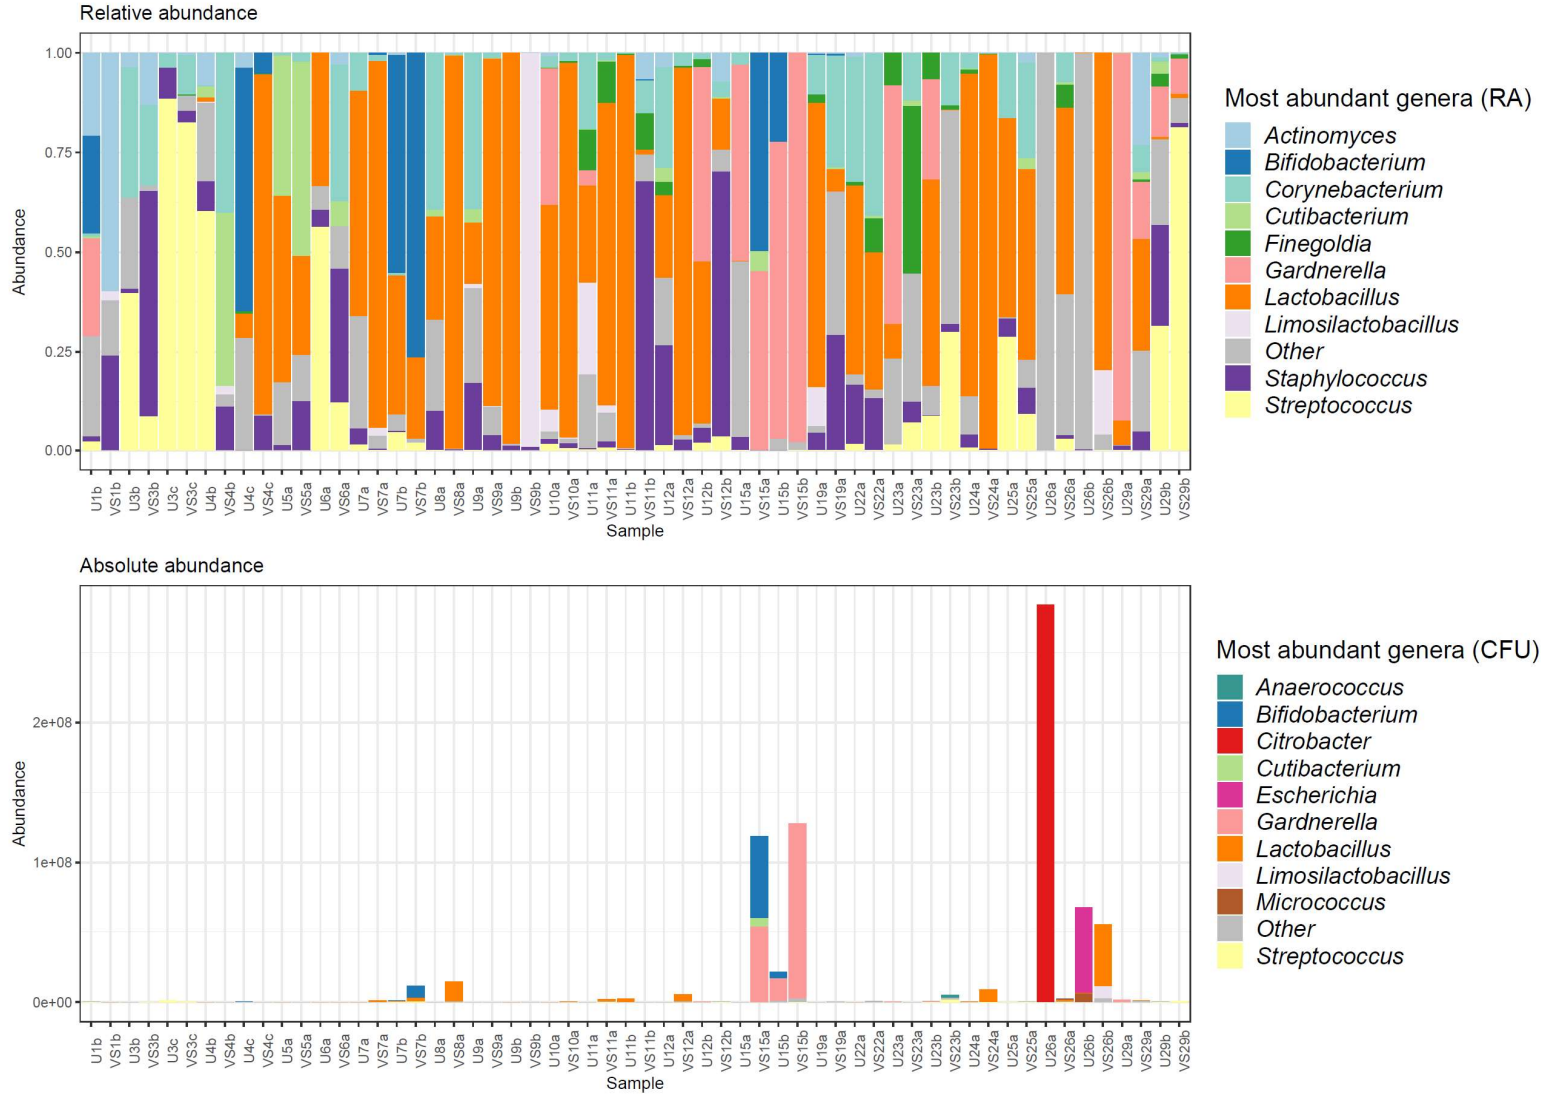 Relative abundance
1.00
0.75
0.50
0.25
0.00
Abundance
U1b VS1b U3b VS3b U3c VS3c U4b VS4b U4c VS4c U5a VS5a U6a VS6a U7a VS7a U7b VS7b U8a VS8a U9a VS9a U9b VS9b U10a VS10a U11a VS11a U11b VS11b U12a VS12a U12b VS12b U15a VS15a U15b VS15b U19a VS19a U22a VS22a U23a VS23a U23b VS23b U24a VS24a U25a VS25a U26a VS26a U26b VS26b U29a VS29a U29b VS29b
Sample
Most abundant genera (RA)
Actinomyces
Bifidobacterium
Corynebacterium
Cutibacterium
Finegoldia
Gardnerella
Lactobacillus
Limosilactobacillus
Other
Staphylococcus
Streptococcus
Absolute abundance
2e+08
1e+08
0e+00
Abundance
U1b VS1b U3b VS3b U3c VS3c U4b VS4b U4c VS4c U5a VS5a U6a VS6a U7a VS7a U7b VS7b U8a VS8a U9a VS9a U9b VS9b U10a VS10a U11a VS11a U11b VS11b U12a VS12a U12b VS12b U15a VS15a U15b VS15b U19a VS19a U22a VS22a U23a VS23a U23b VS23b U24a VS24a U25a VS25a U26a VS26a U26b VS26b U29a VS29a U29b VS29b
Sample
Most abundant genera (CFU)
Anaerococcus
Bifidobacterium
Citrobacter
Cutibacterium
Escherichia
Gardnerella
Lactobacillus
Limosilactobacillus
Micrococcus
Other
Streptococcus